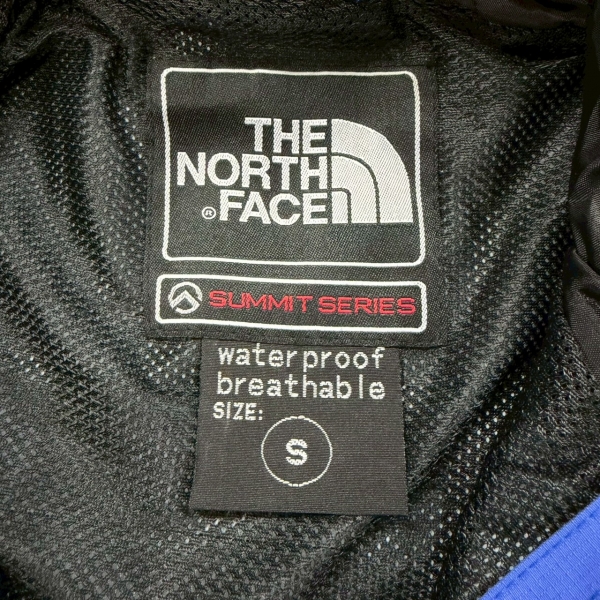 THE
NORTH
® FACE
SUMMIT SERIES
waterproof
breathable
SIZE:
S